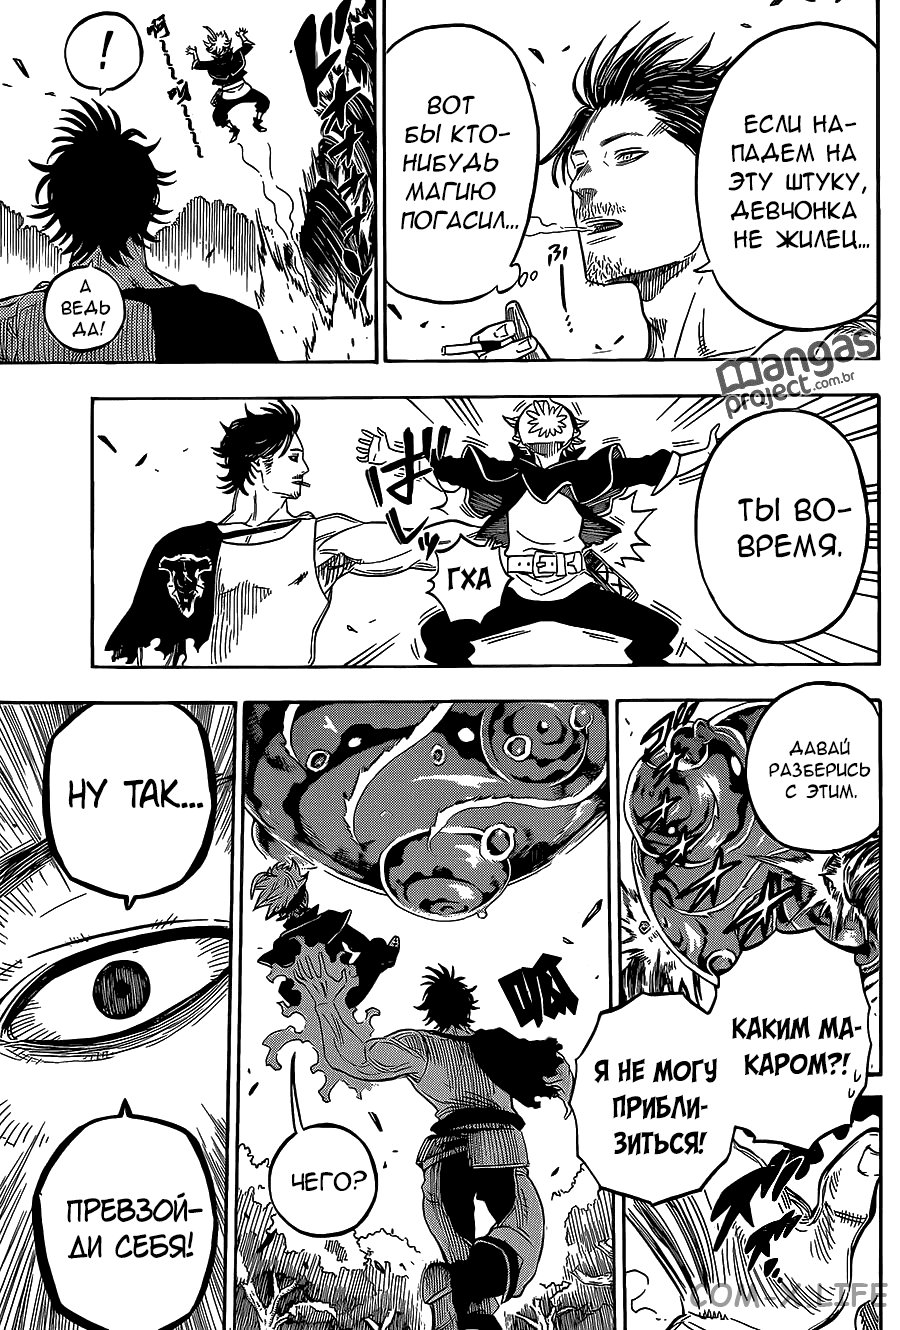 ЕСЛИ НА-
ПАДЕМ НА
ЭТУ ШТУКУ,
ДЕВЧОНКА
НЕ ЖИЛЕЦ...
ВОТ
БЫ КТО-
НИБУДЬ
МАГИЮ
ПОГАСИЛ...
!
А
ВЕДЬ
ДА!
mangas
project.com.br
ТЫ ВО-
ВРЕМЯ.
ГХА
ДАВАЙ
РАЗБЕРИСЬ
С ЭТИМ.
КАКИМ МА-
КАРОМ?!
Я НЕ МОГУ
ПРИБЛИ-
ЗИТЬСЯ!
ЧЕГО?
НУ ТАК...
ПРЕВЗОЙ-
ДИ СЕБЯ!
COM-X.LIFE